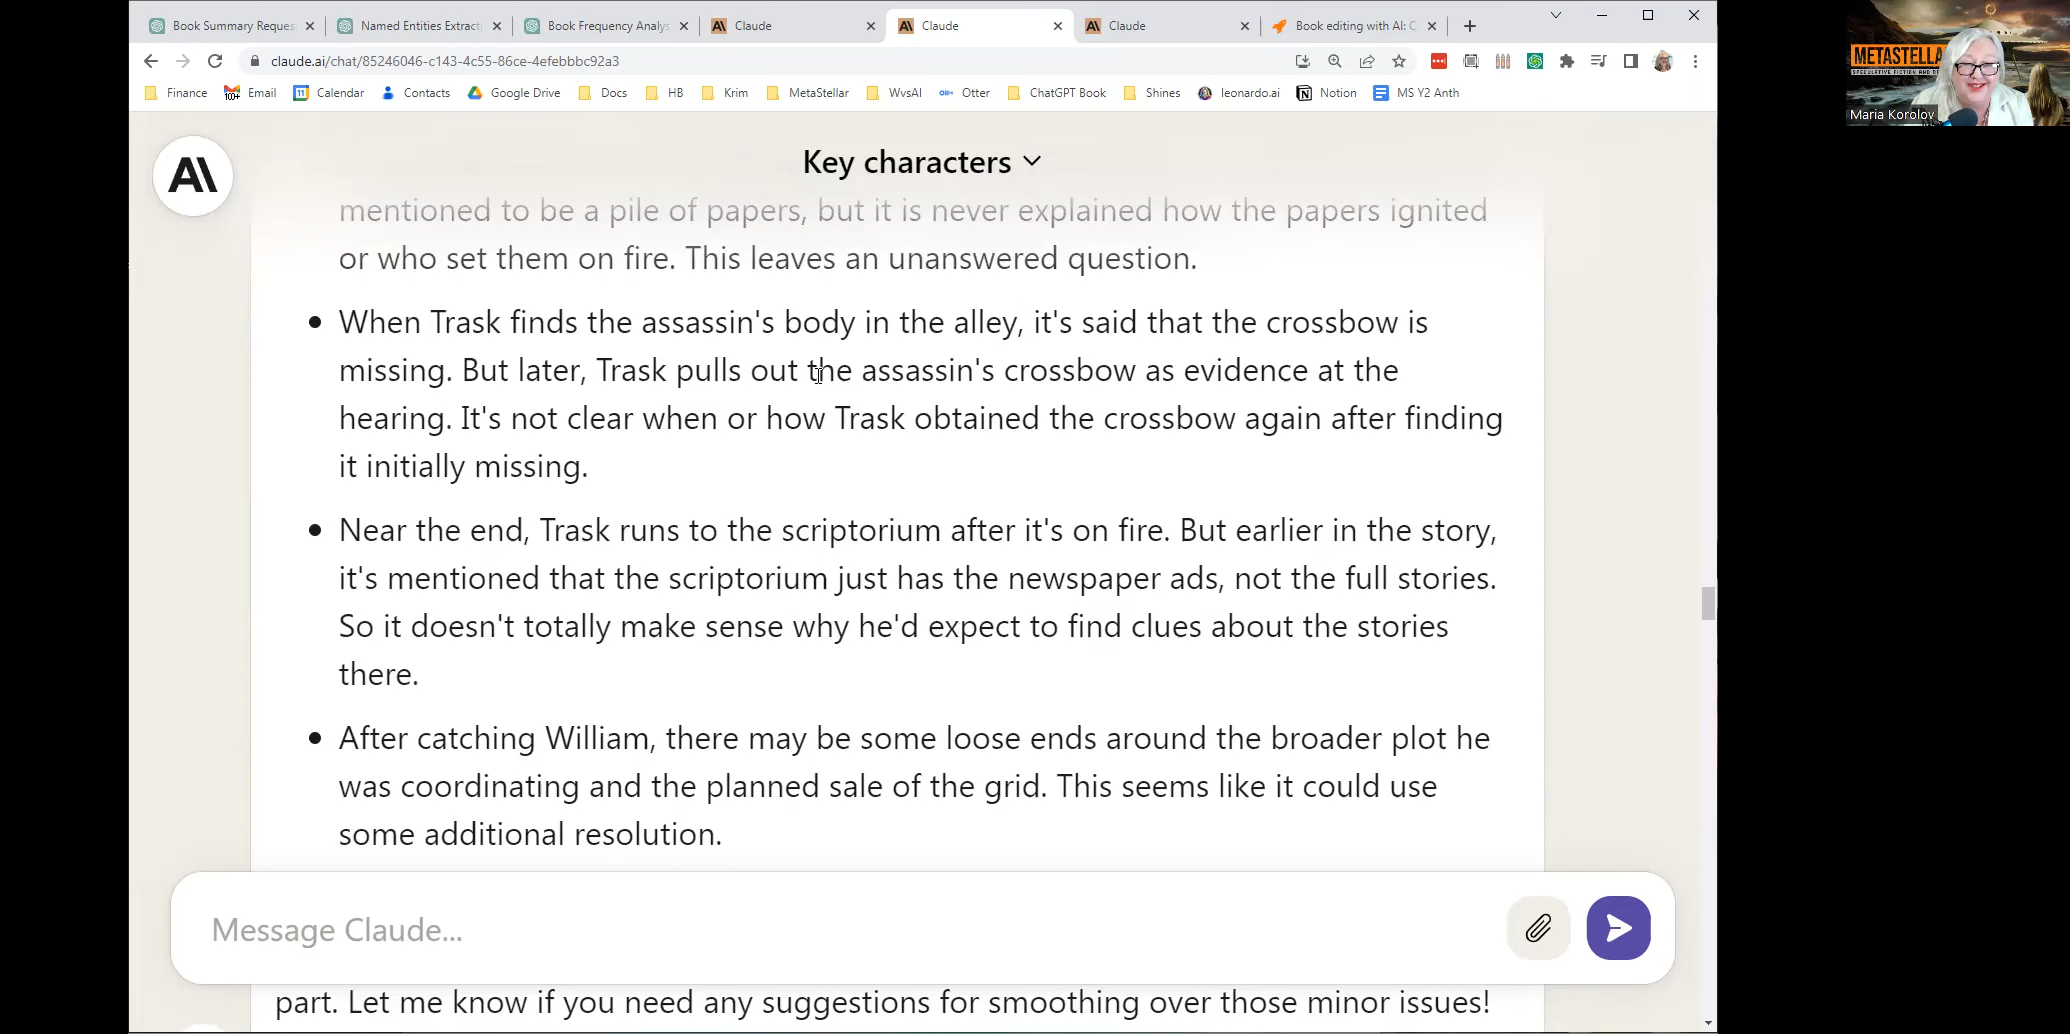 Book Summary Reques
Named Entities Extract
Book Frequency Analys
Claude
Claude
Claude
Book editing with AI: C
claude.ai/chat/85246046-c143-4c55-86ce-4efebbbc92a3
Finance
100+
Email
11
Calendar
Contacts
Google Drive
Docs
HB
Krim
MetaStellar
WvsAI
Otter
ChatGPT Book
Shines
leonardo.ai
Notion
MS Y2 Anth
METASTELLA
Maria Korolov
Key characters
mentioned to be a pile of papers, but it is never explained how the papers ignited
or who set them on fire. This leaves an unanswered question.
• When Trask finds the assassin's body in the alley, it's said that the crossbow is
missing. But later, Trask pulls out the assassin's crossbow as evidence at the
hearing. It's not clear when or how Trask obtained the crossbow again after finding
it initially missing.
• Near the end, Trask runs to the scriptorium after it's on fire. But earlier in the story,
it's mentioned that the scriptorium just has the newspaper ads, not the full stories.
So it doesn't totally make sense why he'd expect to find clues about the stories
there.
• After catching William, there may be some loose ends around the broader plot he
was coordinating and the planned sale of the grid. This seems like it could use
some additional resolution.
Message Claude...
part. Let me know if you need any suggestions for smoothing over those minor issues!